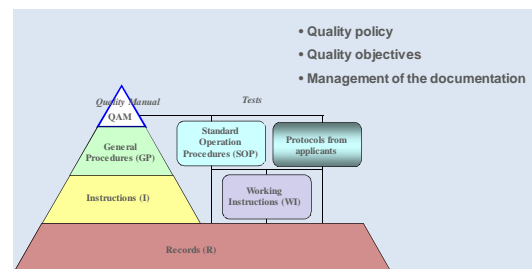 • Quality policy
• Quality objectives
• Management of the documentation
Quality Manual
Tests
QAM
Standard
Operation
Procedures (SOP)
Protocols from
applicants
General
Procedures (GP)
Instructions (I)
Working
Instructions (WI)
Records (R)